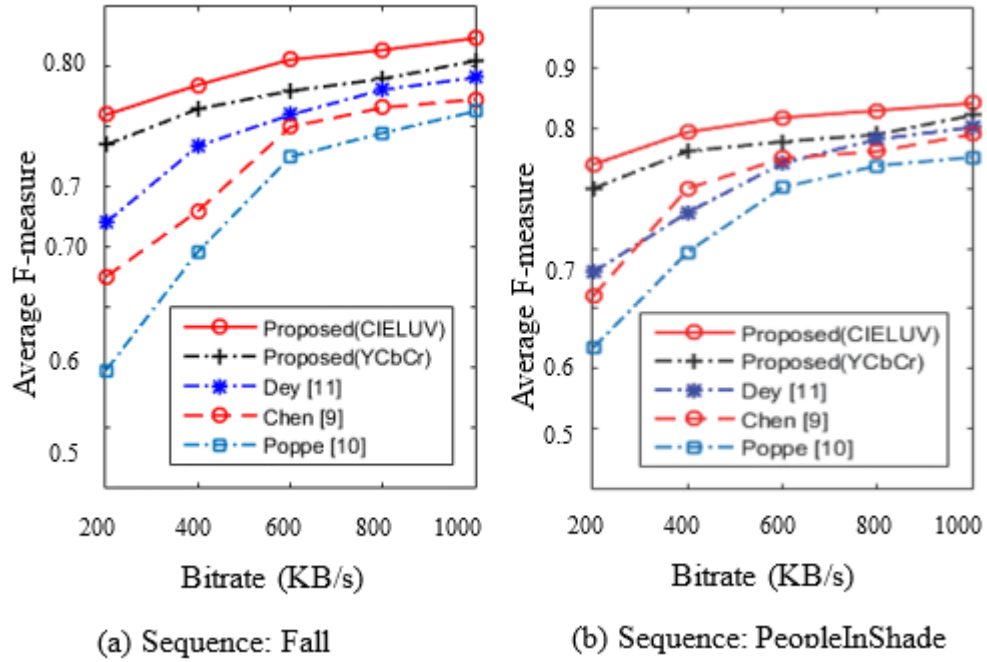 Average F-measure
0.80
0.7
0.70
0.6
0.5
Proposed(CIELUV)
Proposed(YCbCr)
Dey [11]
Chen [9]
Poppe [10]
200 400 600 800 1000
Bitrate (KB/s)
(a) Sequence: Fall
Average F-measure
0.9
0.8
0.7
0.6
0.5
Proposed(CIELUV)
Proposed(YCbCr)
Dey [11]
Chen [9]
Poppe [10]
200 400 600 800 1000
Bitrate (KB/s)
(b) Sequence: PeopleInShade